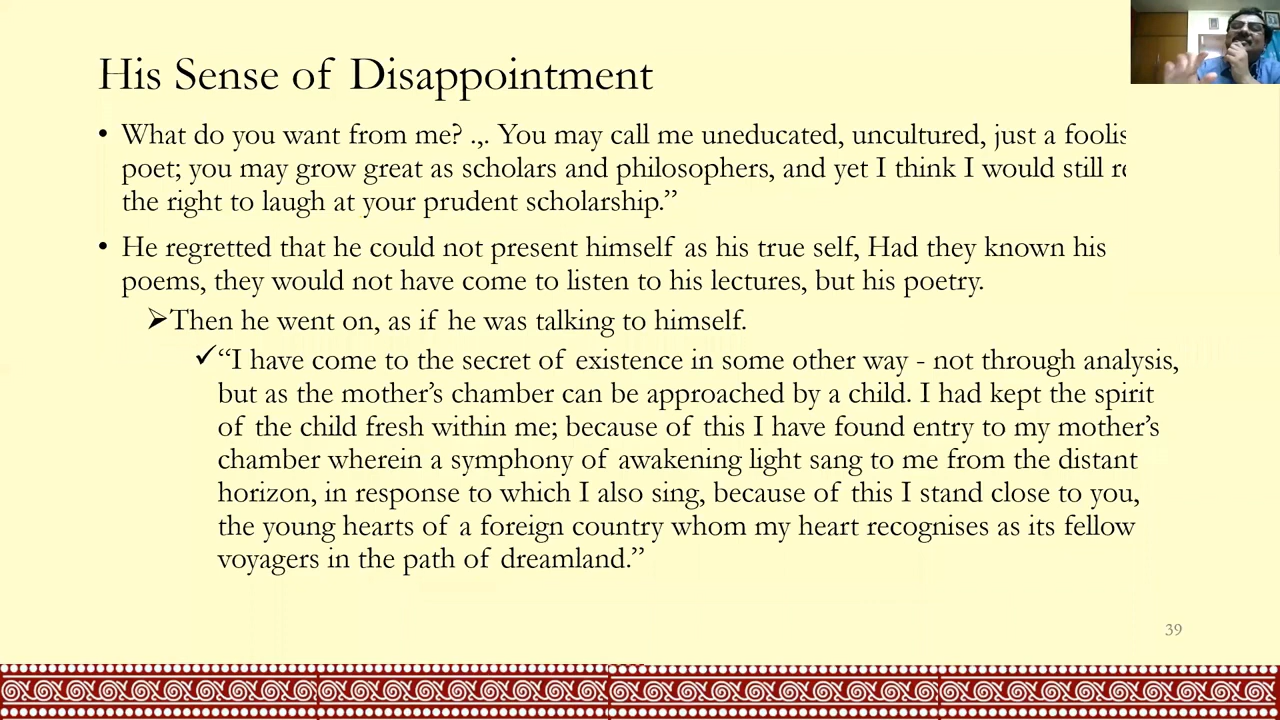 His Sense of Disappointment
• What do you want from me? .,. You may call me uneducated, uncultured, just a foolis
poet; you may grow great as scholars and philosophers, and yet I think I would still re
the right to laugh at your prudent scholarship.”
• He regretted that he could not present himself as his true self, Had they known his
poems, they would not have come to listen to his lectures, but his poetry.
➢Then he went on, as if he was talking to himself.
✓“I have come to the secret of existence in some other way - not through analysis,
but as the mother’s chamber can be approached by a child. I had kept the spirit
of the child fresh within me; because of this I have found entry to my mother’s
chamber wherein a symphony of awakening light sang to me from the distant
horizon, in response to which I also sing, because of this I stand close to you,
the young hearts of a foreign country whom my heart recognises as its fellow
voyagers in the path of dreamland.”
39